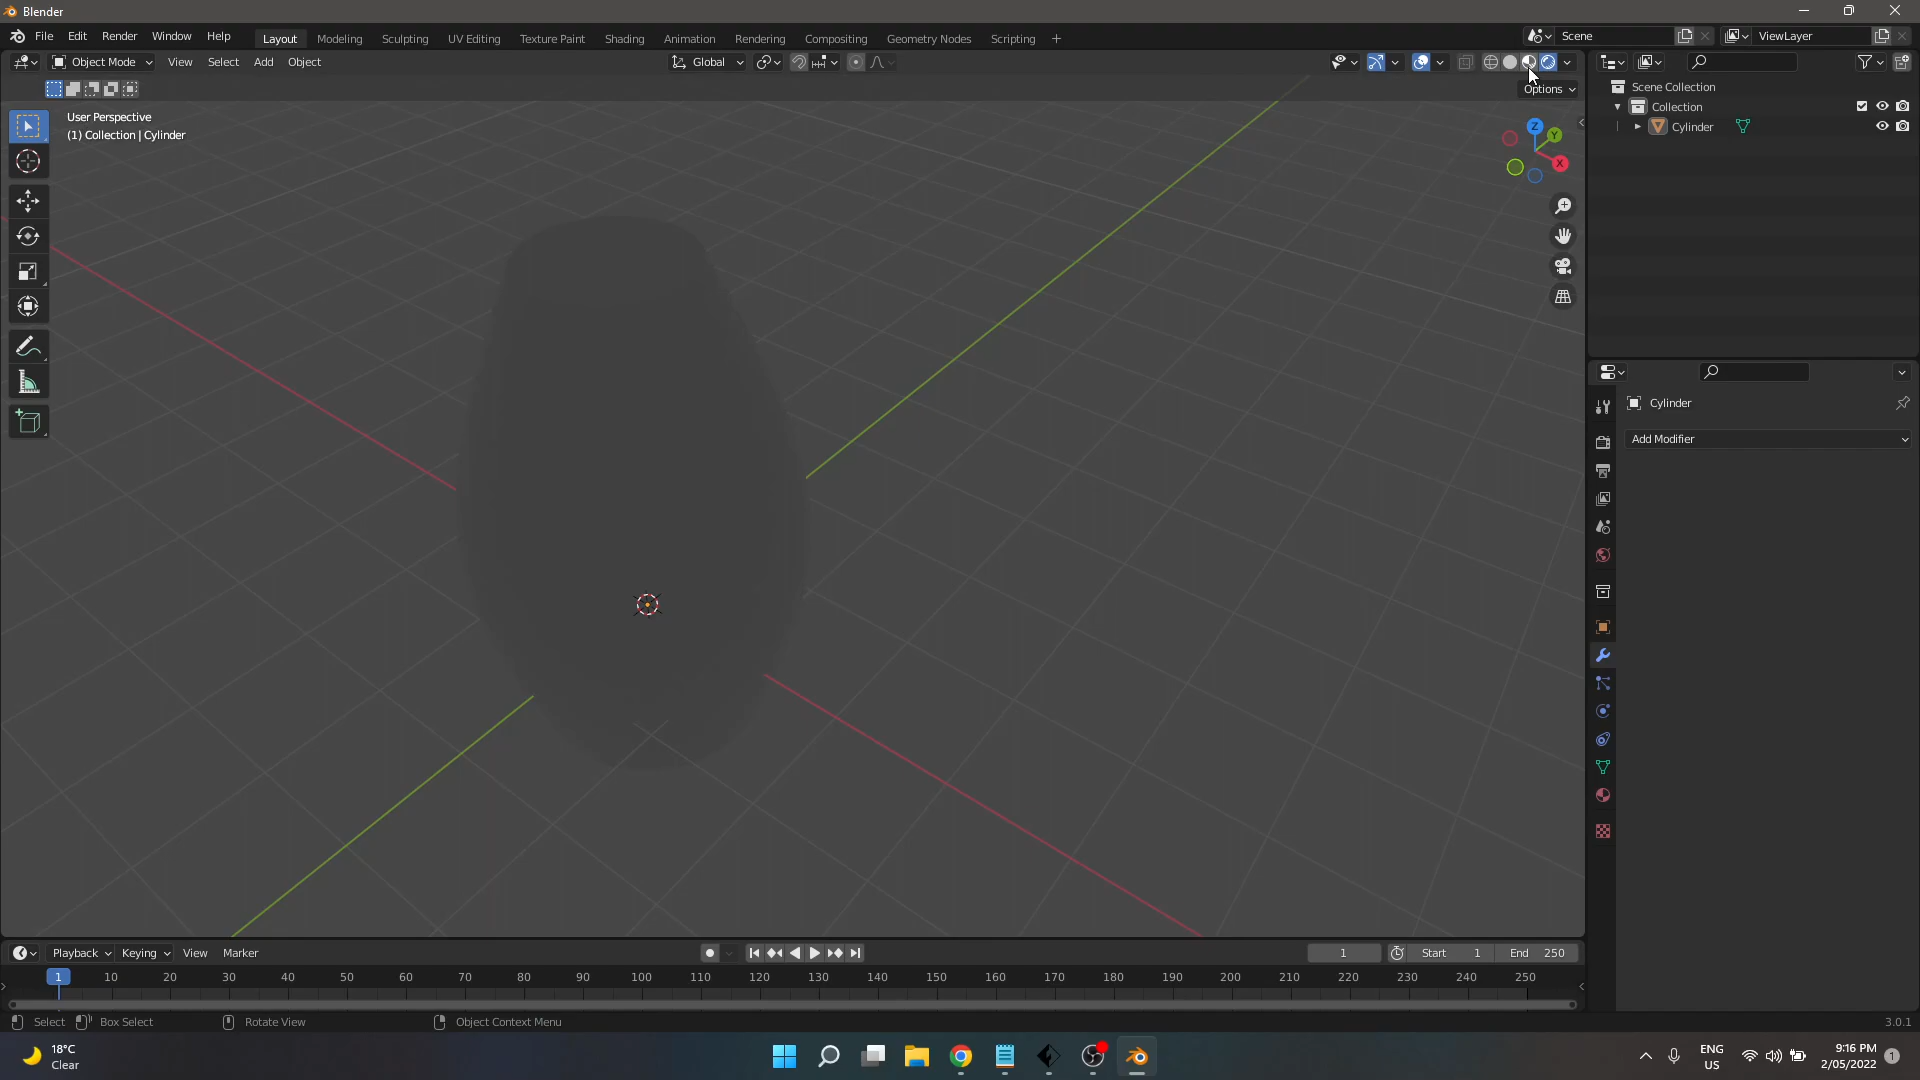 Blender
File Edit Render Window Help Layout Modeling Sculpting UV Editing Texture Paint Shading Animation Rendering Compositing Geometry Nodes Scripting + Scene ViewLayer
Object Mode View Select Add Object Global
Options
User Perspective
(1) Collection | Cylinder
Z
Y
X
Scene Collection
Collection
Cylinder
Cylinder
Add Modifier
Playback Keying View Marker 1 Start 1 End 250
1 10 20 30 40 50 60 70 80 90 100 110 120 130 140 150 160 170 180 190 200 210 220 230 240 250
Select Box Select Rotate View Object Context Menu 3.0.1
18°C
Clear
ENG
US
9:16 PM
2/05/2022
1